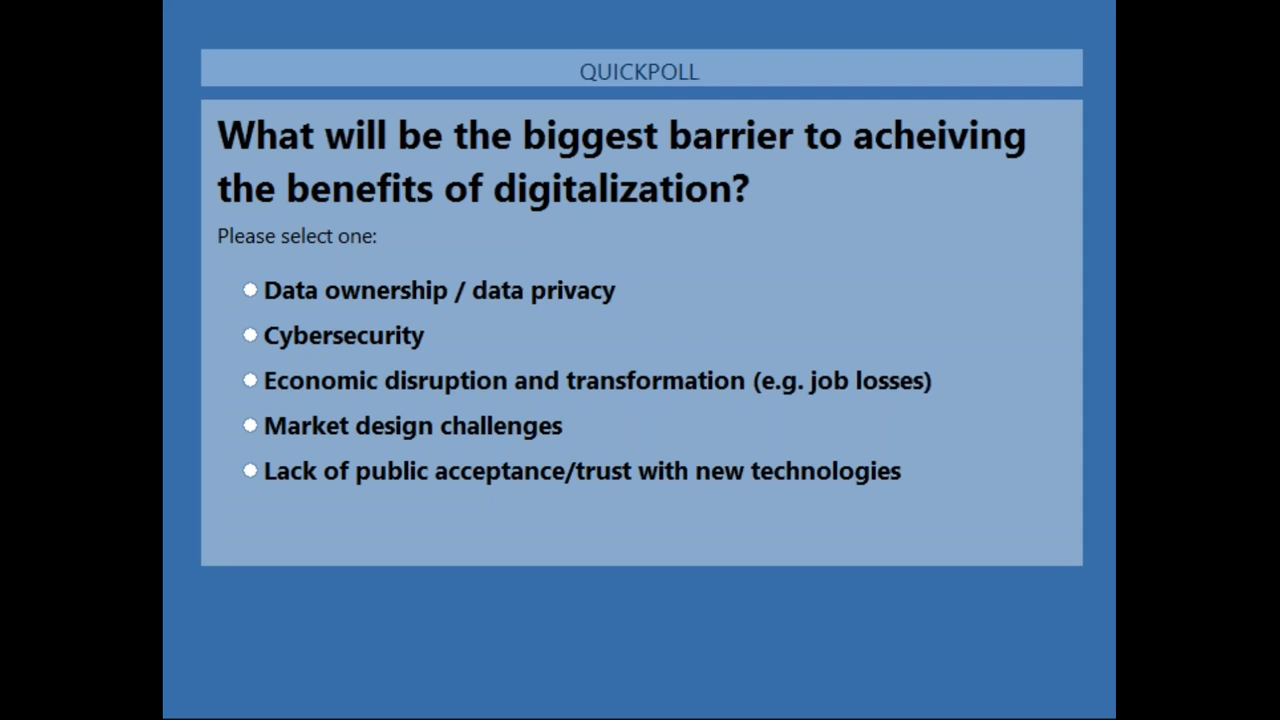 QUICKPOLL
What will be the biggest barrier to acheiving
the benefits of digitalization?
Please select one:
Data ownership / data privacy
Cybersecurity
Economic disruption and transformation (e.g. job losses)
Market design challenges
Lack of public acceptance/trust with new technologies